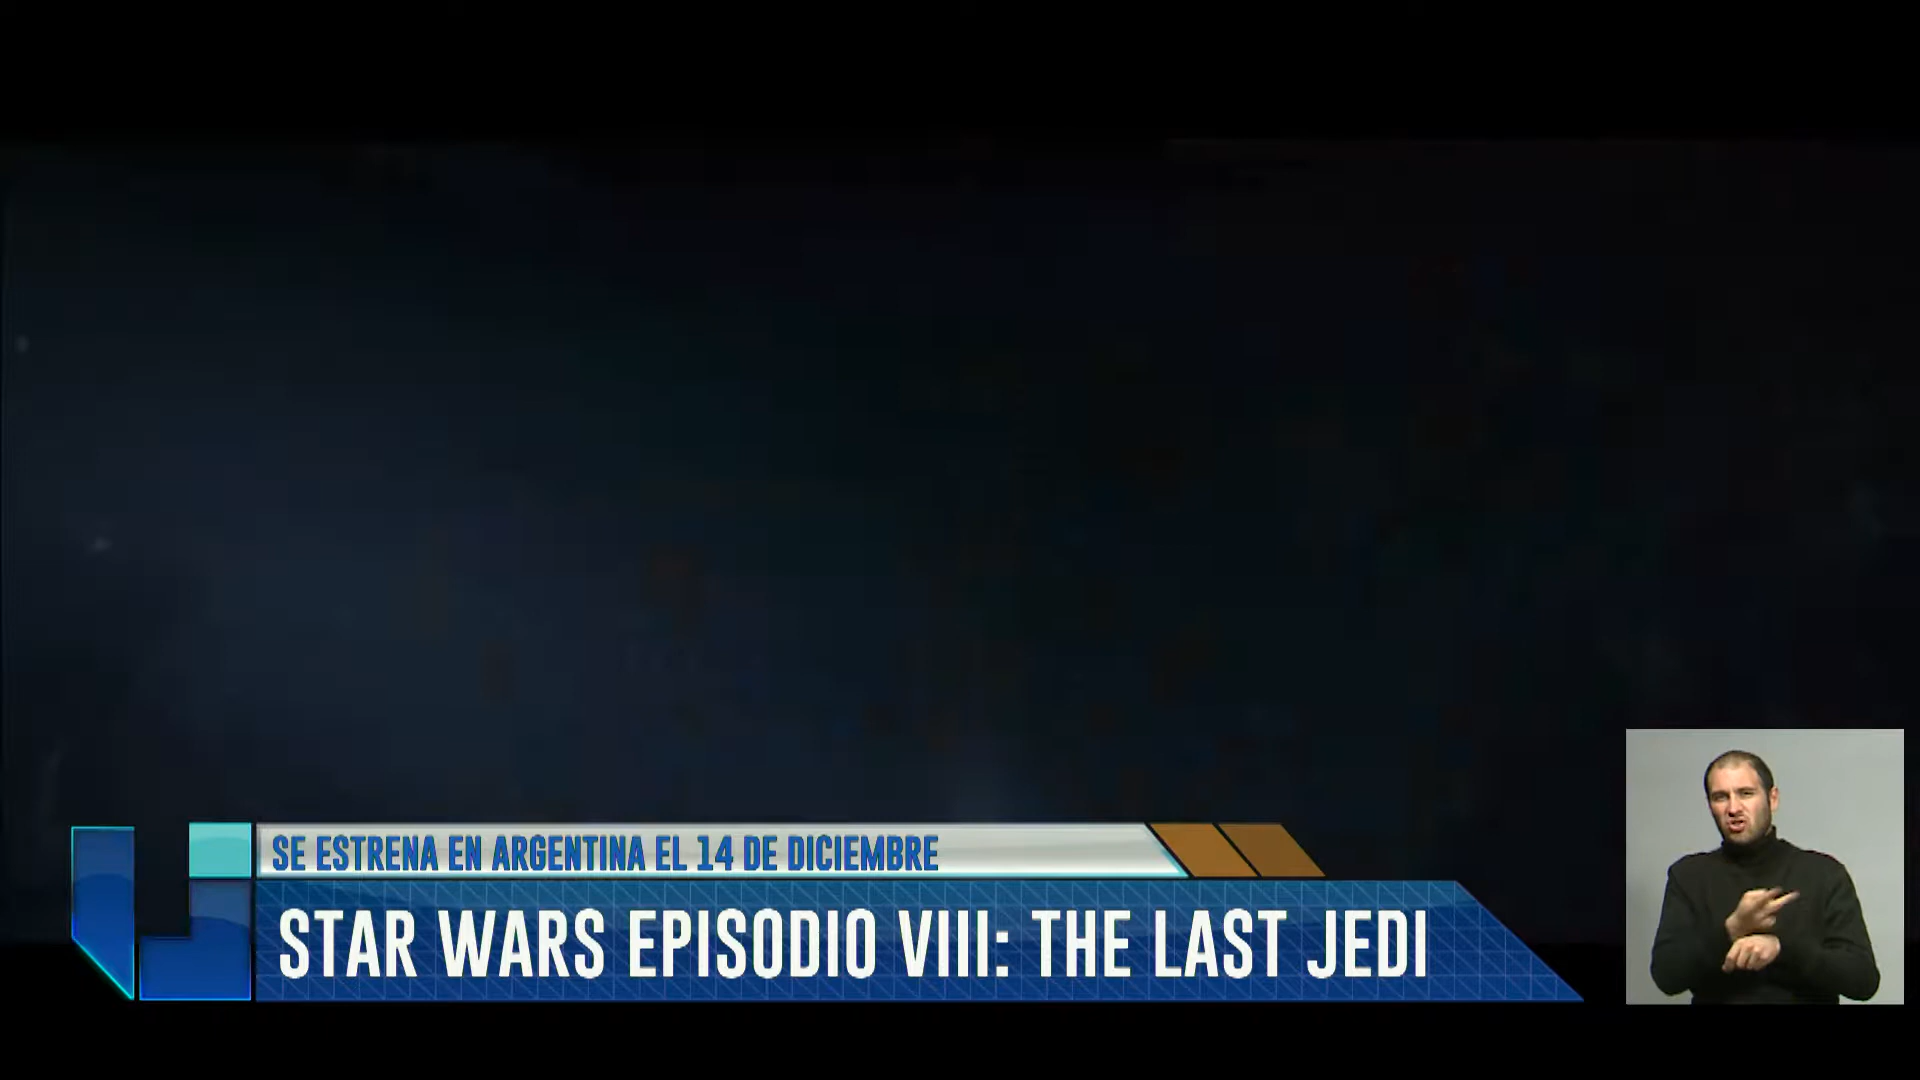 SE ESTRENA EN ARGENTINA EL 14 DE DICIEMBRE
STAR WARS EPISODIO VIII: THE LAST JEDI